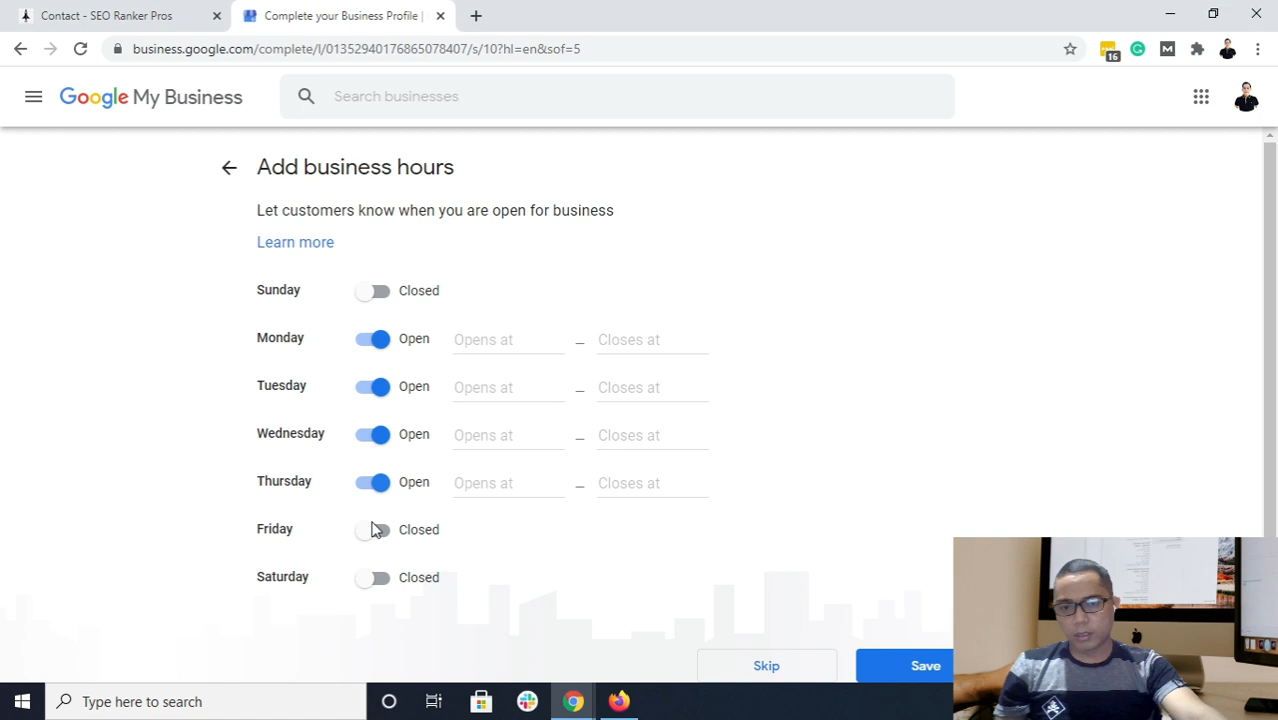 Contact - SEO Ranker Pros
Complete your Business Profile |
business.google.com/complete/l/01352940176865078407/s/10?hl=en&sof=5
16
Google My Business
Search businesses
Add business hours
Let customers know when you are open for business
Learn more
Sunday Closed
Monday Open Opens at – Closes at
Tuesday Open Opens at – Closes at
Wednesday Open Opens at – Closes at
Thursday Open Opens at – Closes at
Friday Closed
Saturday Closed
Skip Save
Type here to search